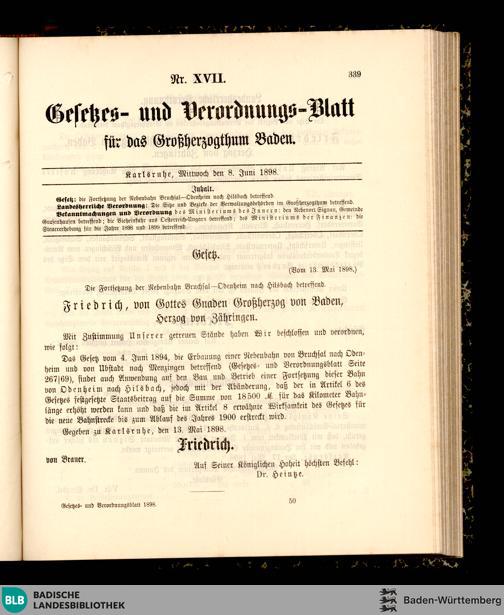 Nr. XVII.
339
Gesetzes- und Verordnungs-Blatt
für das Großherzogthum Baden.
Karlsruhe, Mittwoch den 8. Juni 1898.
Inhalt.
Gesetz: die Fortsetzung der Nebenbahn Bruchsal—Odenheim nach Hilsbach betreffend.
Landesherrliche Verordnung: Die Sitze und Bezirke der Verwaltungsbehörden im Großherzogthum betreffend.
Bekanntmachungen und Verordnung des Ministeriums des Innern: den Nebenort Signau, Gemeinde
betreffend; die Vieheinfuhr aus Oesterreich-Ungarn betreffend; des Ministeriums der Finanzen: die
Steuererhebung für die Jahre 1898 und 1899 betreffend.
Gesetz.
(Vom 13. Mai 1898.)
Die Fortsetzung der Nebenbahn Bruchsal—Odenheim nach Hilsbach betreffend.
Friedrich, von Gottes Gnaden Großherzog von Baden,
Herzog von Zähringen.
Mit Zustimmung Unserer getreuen Stände haben Wir beschlossen und verordnen,
wie folgt:
Das Gesetz vom 4. Juni 1894, die Erbauung einer Nebenbahn von Bruchsal nach Oden-
heim und von Ubstadt nach Menzingen betreffend (Gesetzes- und Verordnungsblatt Seite
267/69), findet auch Anwendung auf den Bau und Betrieb einer Fortsetzung dieser Bahn
von Odenheim nach Hilsbach, jedoch mit der Abänderung, daß der in Artikel 6 des
Gesetzes festgesetzte Staatsbeitrag auf die Summe von 18500 ℳ für das Kilometer Bahn-
länge erhöht werden kann und daß die im Artikel 8 erwähnte Wirksamkeit des Gesetzes für
die neue Bahnstrecke bis zum Ablauf des Jahres 1900 erstreckt wird.
Gegeben zu Karlsruhe, den 13. Mai 1898.
Friedrich.
von Brauer.
Auf Seiner Königlichen Hoheit höchsten Befehl:
Dr. Heintze.
Gesetzes- und Verordnungsblatt 1898.
50
BLB BADISCHE
LANDESBIBLIOTHEK
Baden-Württemberg